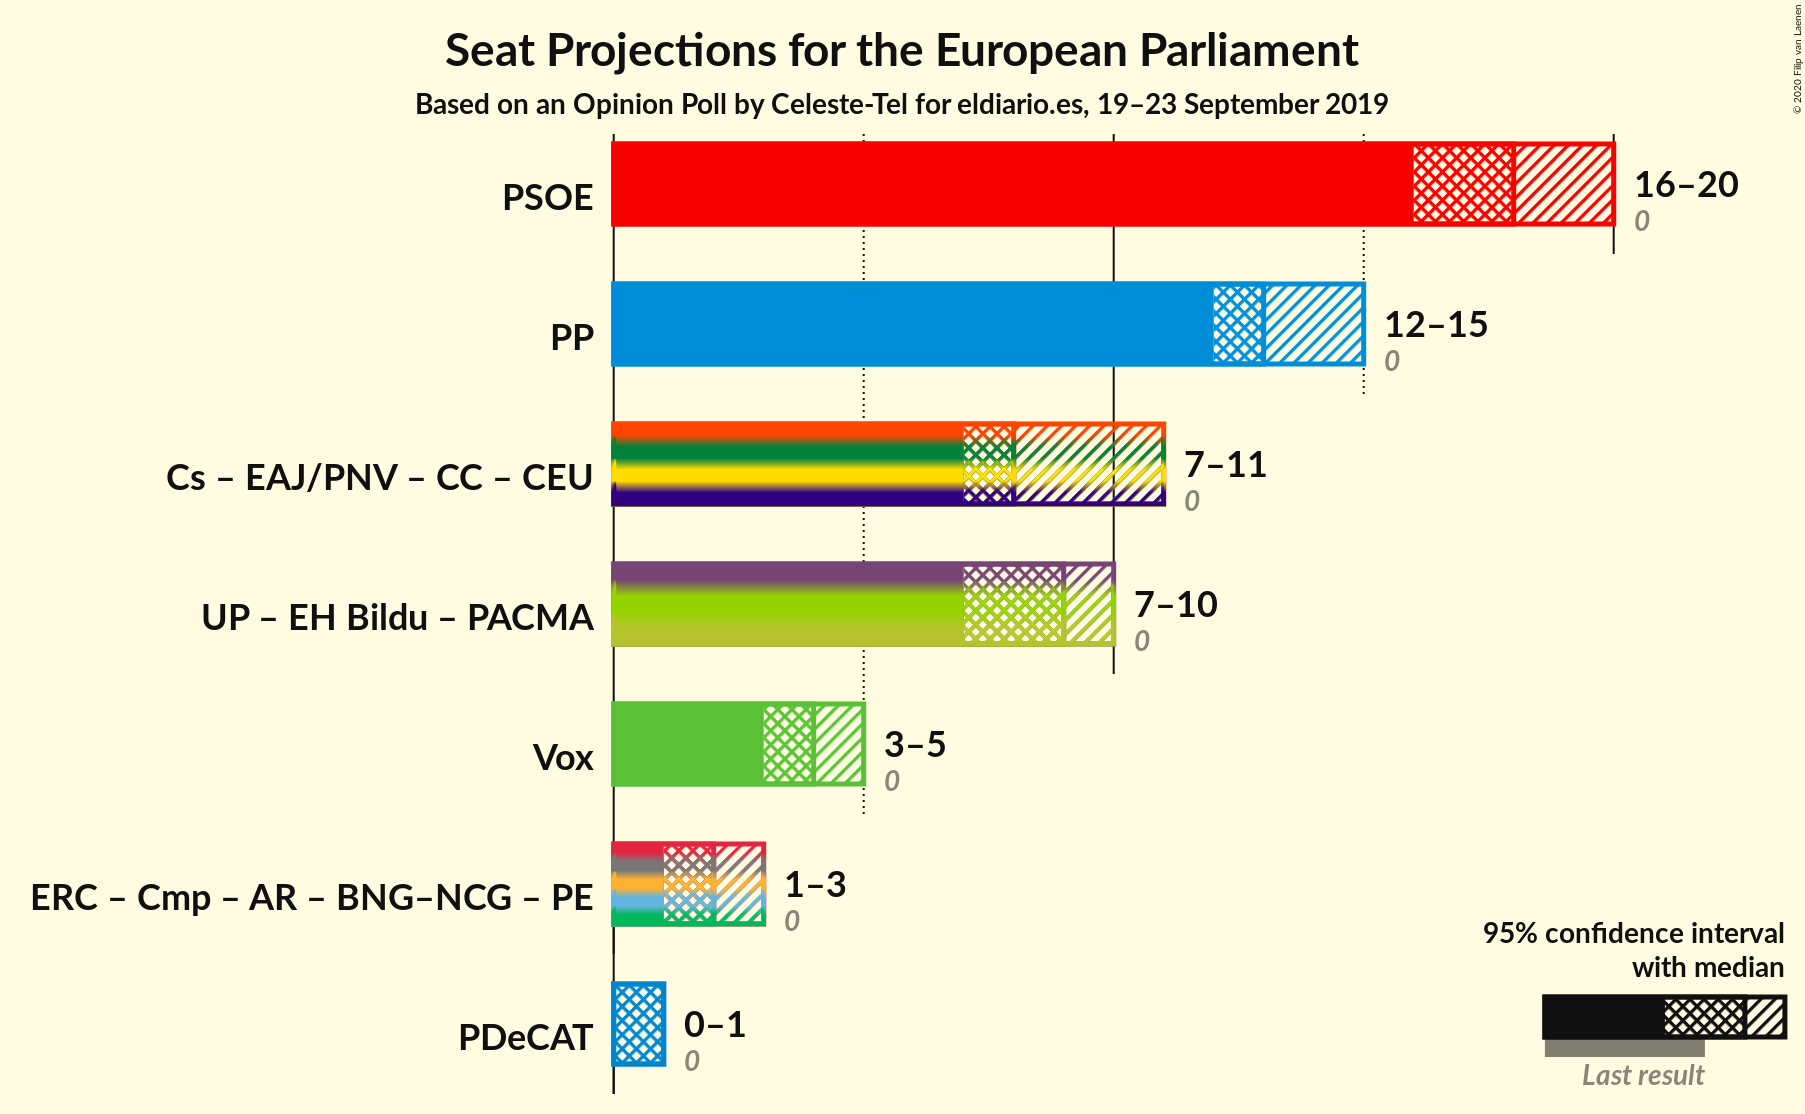 Seat Projections for the European Parliament
Based on an Opinion Poll by Celeste-Tel for eldiario.es, 19–23 September 2019
© 2020 Filip van Laenen
PSOE
16–20
0
PP
12–15
0
Cs – EAJ/PNV – CC – CEU
7–11
0
UP – EH Bildu – PACMA
7–10
0
Vox
3–5
0
ERC – Cmp – AR – BNG–NCG – PE
1–3
0
PDeCAT
0–1
0
95% confidence interval
with median
Last result